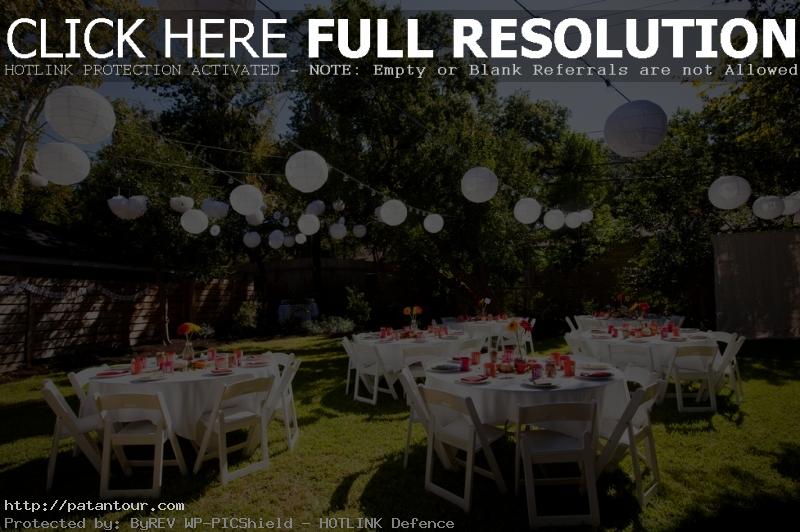 CLICK HERE FULL RESOLUTION
HOTLINK PROTECTION ACTIVATED - NOTE: Empty or Blank Referrals are not Allowed
http://patantour.com
Protected by: ByREV WP-PICShield - HOTLINK Defence